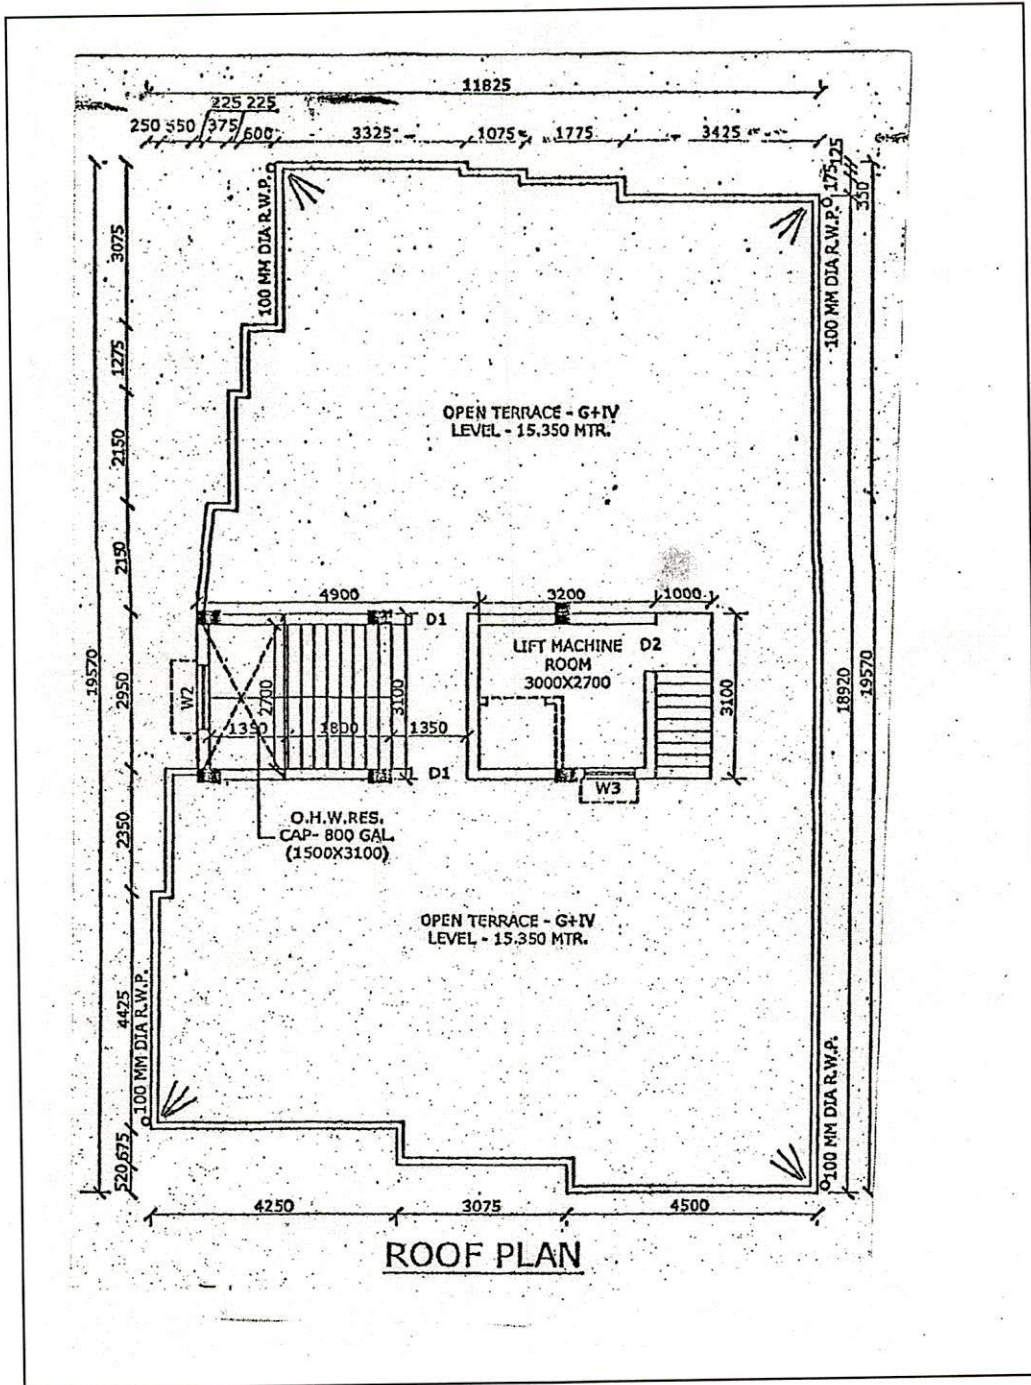 11825
225 225
250 550 375 600 3325 1075 1775 3425
125
175
350
100 MM DIA R.W.P.
100 MM DIA R.W.P.
3075
1275
2150
2150
OPEN TERRACE - G+IV
LEVEL - 15.350 MTR.
4900 3200 1000
D1
LIFT MACHINE D2
ROOM
3000X2700
19570
2950
W2
2700
3100
1350 1800 1350
3100
18920
19570
D1
W3
O.H.W.RES.
CAP- 800 GAL.
(1500X3100)
2350
OPEN TERRACE - G+IV
LEVEL - 15.350 MTR.
4425
100 MM DIA R.W.P.
100 MM DIA R.W.P.
675
520
4250 3075 4500
ROOF PLAN